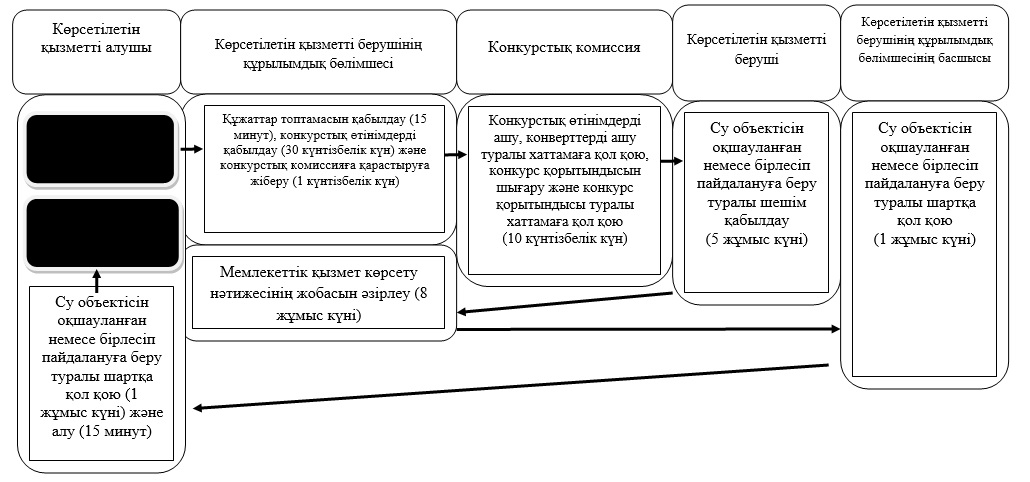 Көрсетілетін
қызметті алушы
Көрсетілетін қызметті берушінің
құрылымдық бөлімшесі
Конкурстық комиссия
Көрсетілетін қызметті
беруші
Көрсетілетін қызметті
берушінің құрылымдық
бөлімшесінің басшысы
Құжаттар топтамасын қабылдау (15
минут), конкурстық өтінімдерді
қабылдау (30 күнтізбелік күн) және
конкурстық комиссияға қарастыруға
жіберу (1 күнтізбелік күн)
Конкурстық өтінімдерді
ашу, конверттерді ашу
туралы хаттамаға қол қою,
конкурс қорытындысын
шығару және конкурс
қорытындысы туралы
хаттамаға қол қою
(10 күнтізбелік күн)
Су объектісін
оқшауланған
немесе бірлесіп
пайдалануға беру
туралы шешім
қабылдау
(5 жұмыс күні)
Су объектісін
оқшауланған
немесе бірлесіп
пайдалануға беру
туралы шартқа
қол қою
(1 жұмыс күні)
Мемлекеттік қызмет көрсету
нәтижесінің жобасын әзірлеу (8
жұмыс күні)
Су объектісін
оқшауланған
немесе бірлесіп
пайдалануға беру
туралы шартқа
қол қою (1
жұмыс күні) және
алу (15 минут)